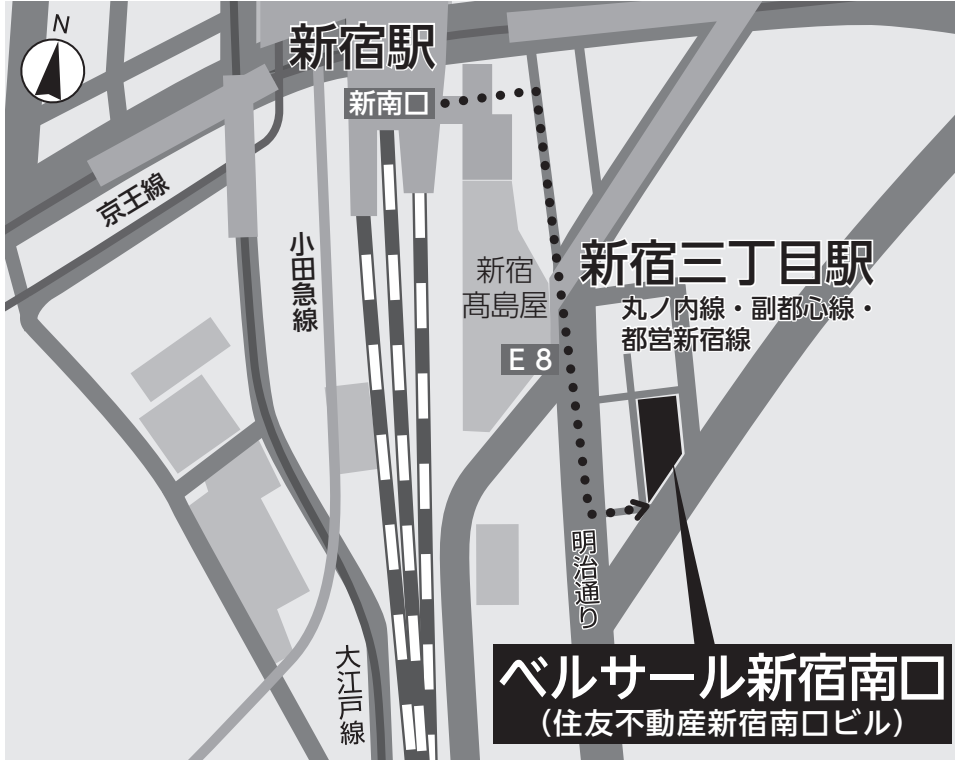 N
新宿駅
新南口
京王線
小田急線
新宿
髙島屋
新宿三丁目駅
丸ノ内線・副都心線・
都営新宿線
E 8
明治通り
大江戸線
ベルサール新宿南口
（住友不動産新宿南口ビル）